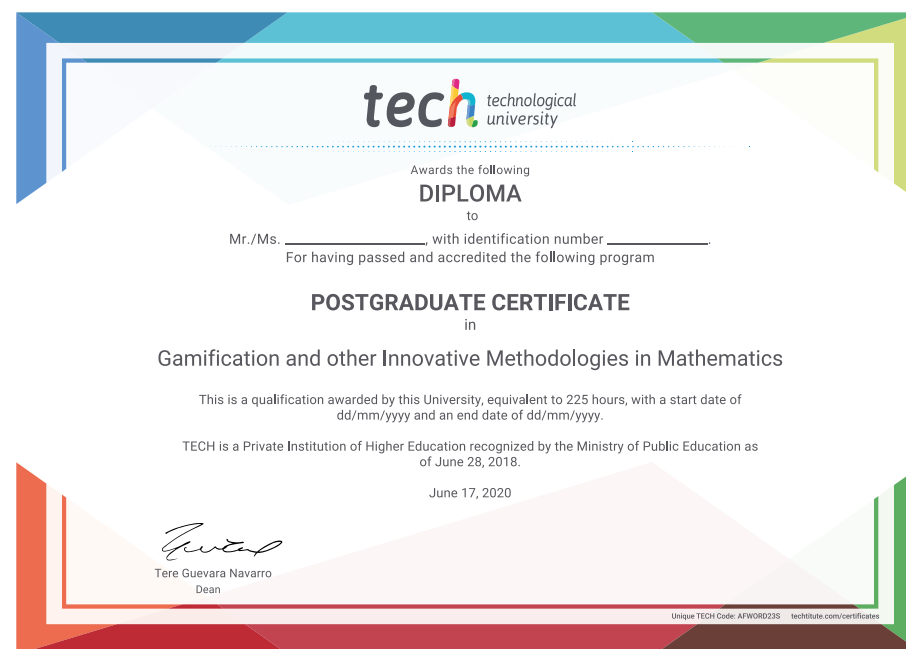 tech technological
university
Awards the following
DIPLOMA
to
Mr./Ms. ____________, with identification number ____________.
For having passed and accredited the following program
POSTGRADUATE CERTIFICATE
in
Gamification and other Innovative Methodologies in Mathematics
This is a qualification awarded by this University, equivalent to 225 hours, with a start date of
dd/mm/yyyy and an end date of dd/mm/yyyy.
TECH is a Private Institution of Higher Education recognized by the Ministry of Public Education as
of June 28, 2018.
June 17, 2020
Tere Guevara Navarro
Dean
Unique TECH Code: AFWORD23S techtitute.com/certificates